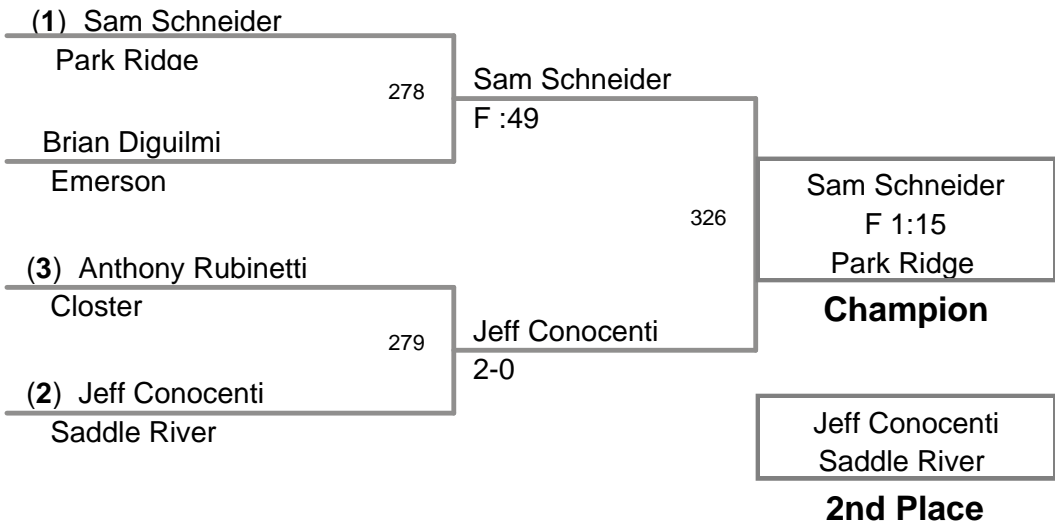 (1) Sam Schneider
Park Ridge
278
Sam Schneider
F :49
Brian Diguilmi
Emerson
326
Sam Schneider
F 1:15
Park Ridge
Champion
(3) Anthony Rubinetti
Closter
279
Jeff Conocenti
2-0
(2) Jeff Conocenti
Saddle River
Jeff Conocenti
Saddle River
2nd Place